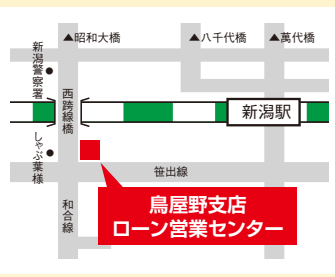 ▲昭和大橋
▲八千代橋
▲萬代橋
新潟警察署
西跨線橋
新潟駅
しゃぶ葉様
笹出線
和合線
鳥屋野支店
ローン営業センター